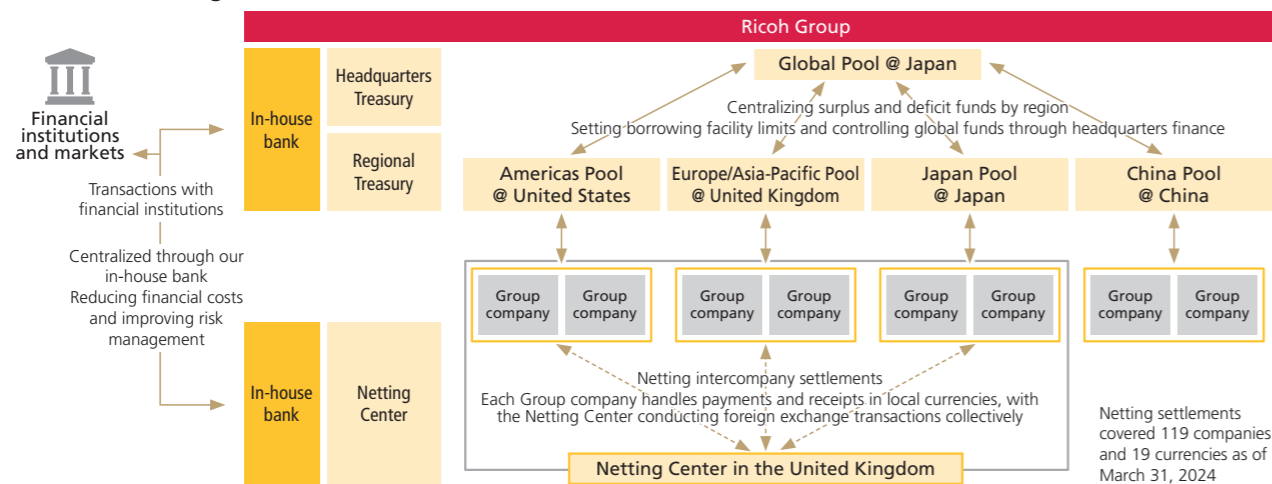 Ricoh Group
Financial
institutions
and markets
Transactions with
financial institutions
Centralized through our
in-house bank
Reducing financial costs
and improving risk
management
In-house
bank
Headquarters
Treasury
Regional
Treasury
Global Pool @ Japan
Centralizing surplus and deficit funds by region
Setting borrowing facility limits and controlling global funds through headquarters finance
Americas Pool
@ United States
Europe/Asia-Pacific Pool
@ United Kingdom
Japan Pool
@ Japan
China Pool
@ China
Group
company
Group
company
Group
company
Group
company
Group
company
Group
company
Group
company
Group
company
In-house
bank
Netting
Center
Netting intercompany settlements
Each Group company handles payments and receipts in local currencies, with
the Netting Center conducting foreign exchange transactions collectively
Netting Center in the United Kingdom
Netting settlements
covered 119 companies
and 19 currencies as of
March 31, 2024